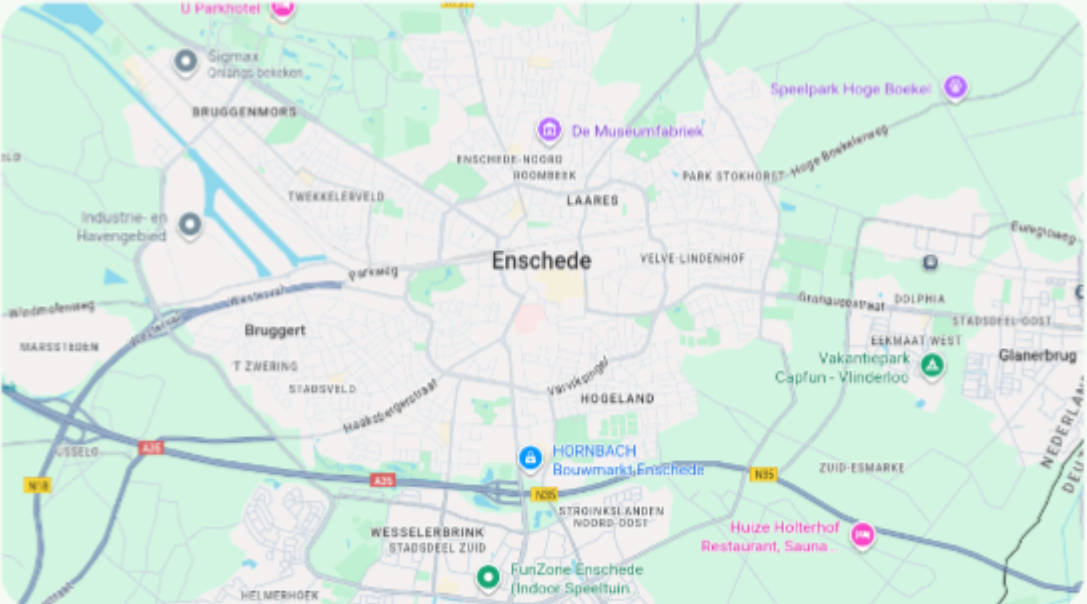 U Parkhotel
Sigmax
Onlangs bekeken
BRUGGENMORS
Speelpark Hoge Boekel
De Museumfabriek
Hoge Boekelerweg
ENSCHEDE-NOORD
ROOMBEEK
PARK STOKHORST
TWEKKELERVELD
LAARES
Industrie- en
Havengebied
Euregioweg
Enschede
VELVE-LINDENHOF
Parkweg
Westerval
Gronausestraat
DOLPHIA
Windmolenweg
Westerval
STADSDEEL OOST
Bruggert
MARSSTEDEN
EEKMAAT WEST
Glanerbrug
Vakantiepark
Capfun - Vlinderloo
'T ZWERING
STADSVELD
Varviksingel
Haaksbergerstraat
HOGELAND
NEDERLAND
A35
USSELO
HORNBACH
Bouwmarkt Enschede
ZUID-ESMARKE
N35
A35
N18
N35
STROINKSLANDEN
NOORD-OOST
WESSELERBRINK
STADSDEEL ZUID
Huize Holterhof
Restaurant, Sauna...
FunZone Enschede
(Indoor Speeltuin
HELMERHOEK